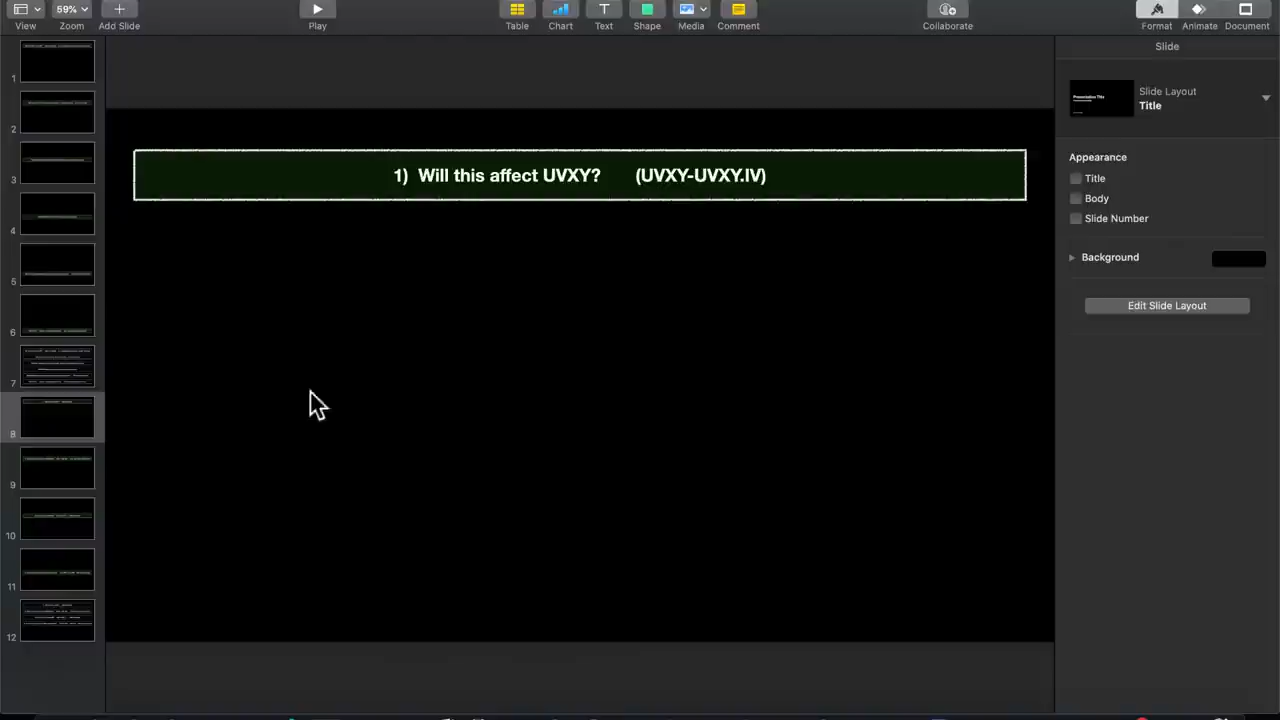 59%
View
Zoom
Add Slide
Play
Table
Chart
Text
Shape
Media
Comment
Collaborate
Format
Animate
Document
Slide
Slide Layout
Title
Appearance
Title
Body
Slide Number
Background
Edit Slide Layout
1) Will this affect UVXY? (UVXY-UVXY.IV)
1
2
3
4
5
6
7
8
9
10
11
12